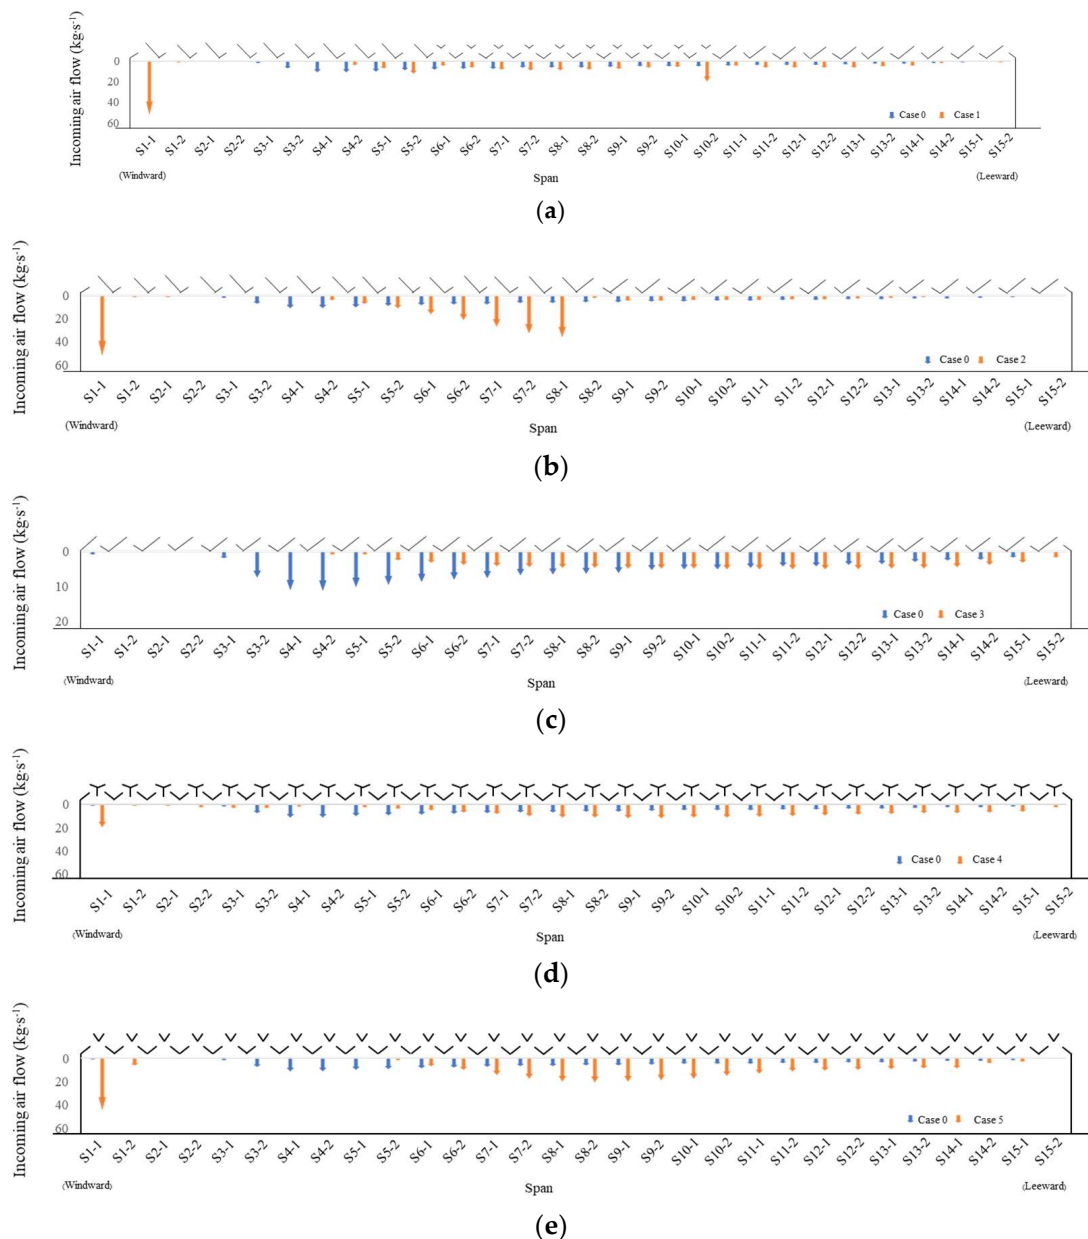 Incoming air flow (kg·s⁻¹)
0
20
40
60
Case 0 Case 1
S1-1 S1-2 S2-1 S2-2 S3-1 S3-2 S4-1 S4-2 S5-1 S5-2 S6-1 S6-2 S7-1 S7-2 S8-1 S8-2 S9-1 S9-2 S10-1 S10-2 S11-1 S11-2 S12-1 S12-2 S13-1 S13-2 S14-1 S14-2 S15-1 S15-2
(Windward) (Leeward)
Span
(a)
Incoming air flow (kg·s⁻¹)
0
20
40
60
Case 0 Case 2
S1-1 S1-2 S2-1 S2-2 S3-1 S3-2 S4-1 S4-2 S5-1 S5-2 S6-1 S6-2 S7-1 S7-2 S8-1 S8-2 S9-1 S9-2 S10-1 S10-2 S11-1 S11-2 S12-1 S12-2 S13-1 S13-2 S14-1 S14-2 S15-1 S15-2
(Windward) (Leeward)
Span
(b)
Incoming air flow (kg·s⁻¹)
0
10
20
Case 0 Case 3
S1-1 S1-2 S2-1 S2-2 S3-1 S3-2 S4-1 S4-2 S5-1 S5-2 S6-1 S6-2 S7-1 S7-2 S8-1 S8-2 S9-1 S9-2 S10-1 S10-2 S11-1 S11-2 S12-1 S12-2 S13-1 S13-2 S14-1 S14-2 S15-1 S15-2
(Windward) (Leeward)
Span
(c)
Incoming air flow (kg·s⁻¹)
0
20
40
60
Case 0 Case 4
S1-1 S1-2 S2-1 S2-2 S3-1 S3-2 S4-1 S4-2 S5-1 S5-2 S6-1 S6-2 S7-1 S7-2 S8-1 S8-2 S9-1 S9-2 S10-1 S10-2 S11-1 S11-2 S12-1 S12-2 S13-1 S13-2 S14-1 S14-2 S15-1 S15-2
(Windward) (Leeward)
Span
(d)
Incoming air flow (kg·s⁻¹)
0
20
40
60
Case 0 Case 5
S1-1 S1-2 S2-1 S2-2 S3-1 S3-2 S4-1 S4-2 S5-1 S5-2 S6-1 S6-2 S7-1 S7-2 S8-1 S8-2 S9-1 S9-2 S10-1 S10-2 S11-1 S11-2 S12-1 S12-2 S13-1 S13-2 S14-1 S14-2 S15-1 S15-2
(Windward) (Leeward)
Span
(e)